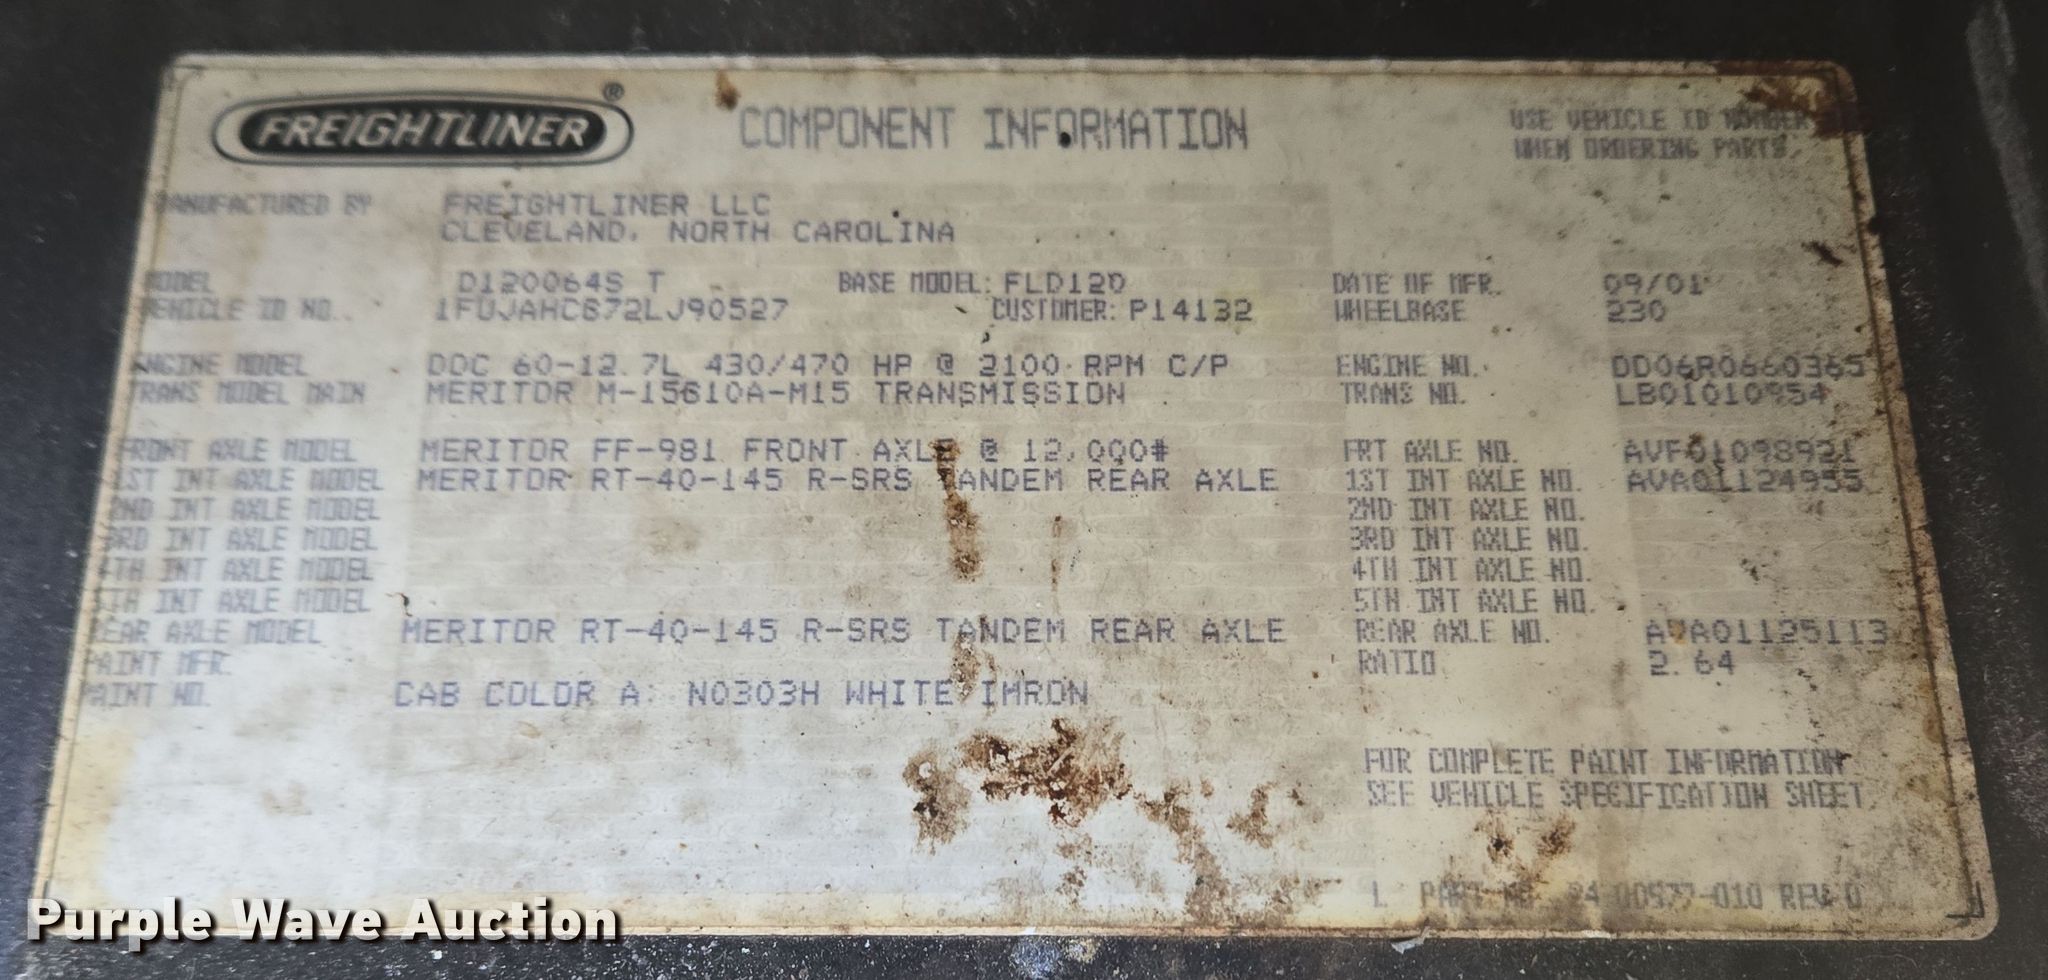 FREIGHTLINER®
COMPONENT INFORMATION
USE VEHICLE ID NUMBER
WHEN ORDERING PARTS.
MANUFACTURED BY FREIGHTLINER LLC
CLEVELAND, NORTH CAROLINA
MODEL D120064S T BASE MODEL: FLD120 DATE OF MFR. 09/01
VEHICLE ID NO. 1FUJAHCG72LJ90527 CUSTOMER: P14132 WHEELBASE 230
ENGINE MODEL DDC 60-12.7L 430/470 HP @ 2100 RPM C/P ENGINE NO. DD06R0660365
TRANS MODEL MAIN MERITOR M-15G10A-M15 TRANSMISSION TRANS NO. LB01010954
FRONT AXLE MODEL MERITOR FF-981 FRONT AXLE @ 12,000# FRT AXLE NO. AVF01098921
1ST INT AXLE MODEL MERITOR RT-40-145 R-SRS TANDEM REAR AXLE 1ST INT AXLE NO. AVA01124955
2ND INT AXLE MODEL 2ND INT AXLE NO.
3RD INT AXLE MODEL 3RD INT AXLE NO.
4TH INT AXLE MODEL 4TH INT AXLE NO.
5TH INT AXLE MODEL 5TH INT AXLE NO.
REAR AXLE MODEL MERITOR RT-40-145 R-SRS TANDEM REAR AXLE REAR AXLE NO. AVA01125113
PAINT MFR. RATIO 2.64
PAINT NO. CAB COLOR A: N0303H WHITE IMRON
FOR COMPLETE PAINT INFORMATION
SEE VEHICLE SPECIFICATION SHEET
L PART NO. 24-00577-010 REV D
Purple Wave Auction